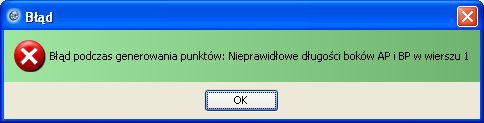 Błąd
Błąd podczas generowania punktów: Nieprawidłowe długości boków AP i BP w wierszu 1
OK